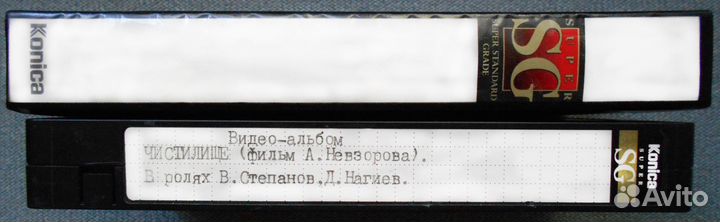 Konica
SUPER
SG
SUPER STANDARD
GRADE
Видео-альбом
ЧИСТИЛИЩЕ (фильм А.Невзорова).
В ролях В.Степанов,Д.Нагиев.
Konica
SUPER
SG
Avito